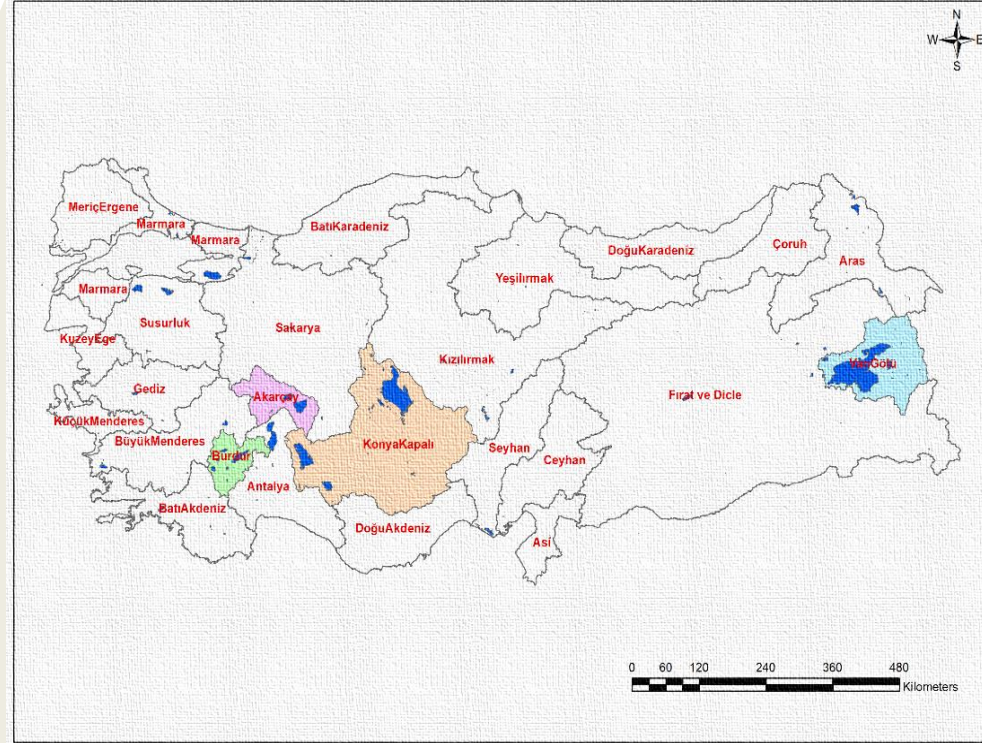 N
W E
S
MeriçErgene
Marmara
Marmara
BatıKaradeniz
DoğuKaradeniz
Çoruh
Aras
Yeşilırmak
Marmara
Susurluk
Sakarya
KuzeyEge
Kızılırmak
VanGölü
Gediz
Akarçay
Fırat ve Dicle
KüçükMenderes
BüyükMenderes
KonyaKapalı
Seyhan
Burdur
Ceyhan
Antalya
BatıAkdeniz
DoğuAkdeniz
Asi
0 60 120 240 360 480
Kilometers